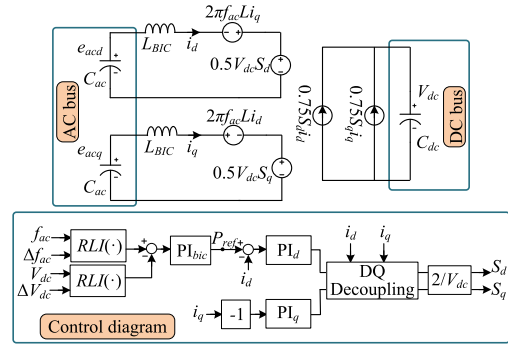 AC bus
e_acd
C_ac
L_BIC
i_d
2πf_acLi_q
0.5V_dcS_d
e_acq
C_ac
L_BIC
i_q
2πf_acLi_d
0.5V_dcS_q
0.75S_di_d
0.75S_qi_q
V_dc
C_dc
DC bus
f_ac
Δf_ac
V_dc
ΔV_dc
RLI(·)
RLI(·)
PI_bic
P_ref
i_d
PI_d
i_q
-1
PI_q
i_d
i_q
DQ
Decoupling
2/V_dc
S_d
S_q
Control diagram